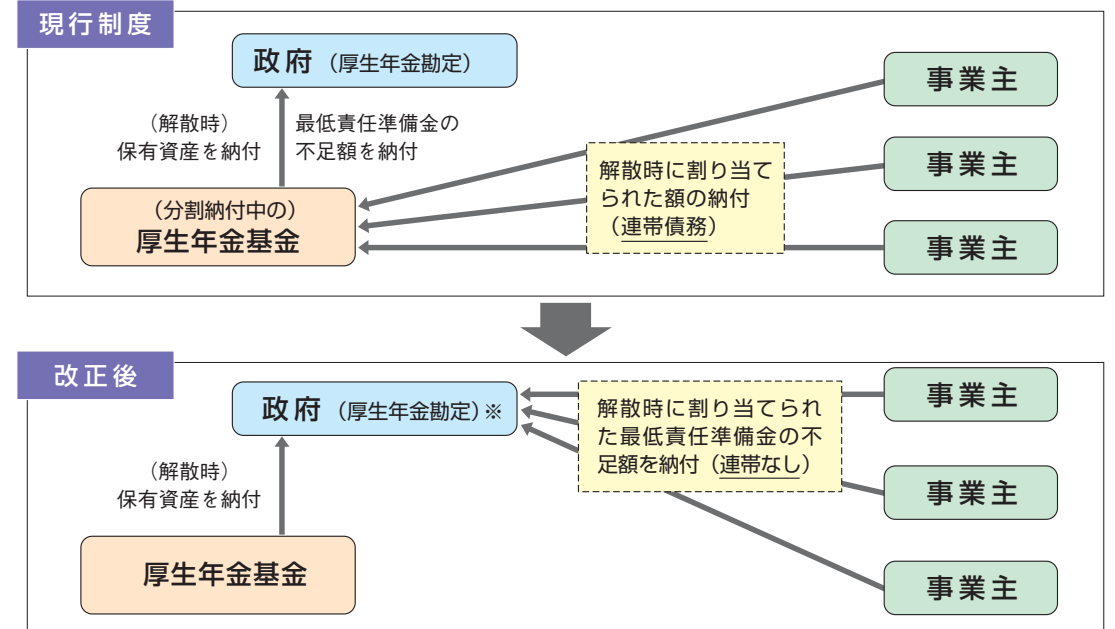 現行制度
政府（厚生年金勘定）
事業主
（解散時）
保有資産を納付
最低責任準備金の
不足額を納付
解散時に割り当て
られた額の納付
（連帯債務）
事業主
（分割納付中の）
厚生年金基金
事業主
改正後
政府（厚生年金勘定）※
解散時に割り当てられ
た最低責任準備金の不
足額を納付（連帯なし）
事業主
（解散時）
保有資産を納付
事業主
厚生年金基金
事業主